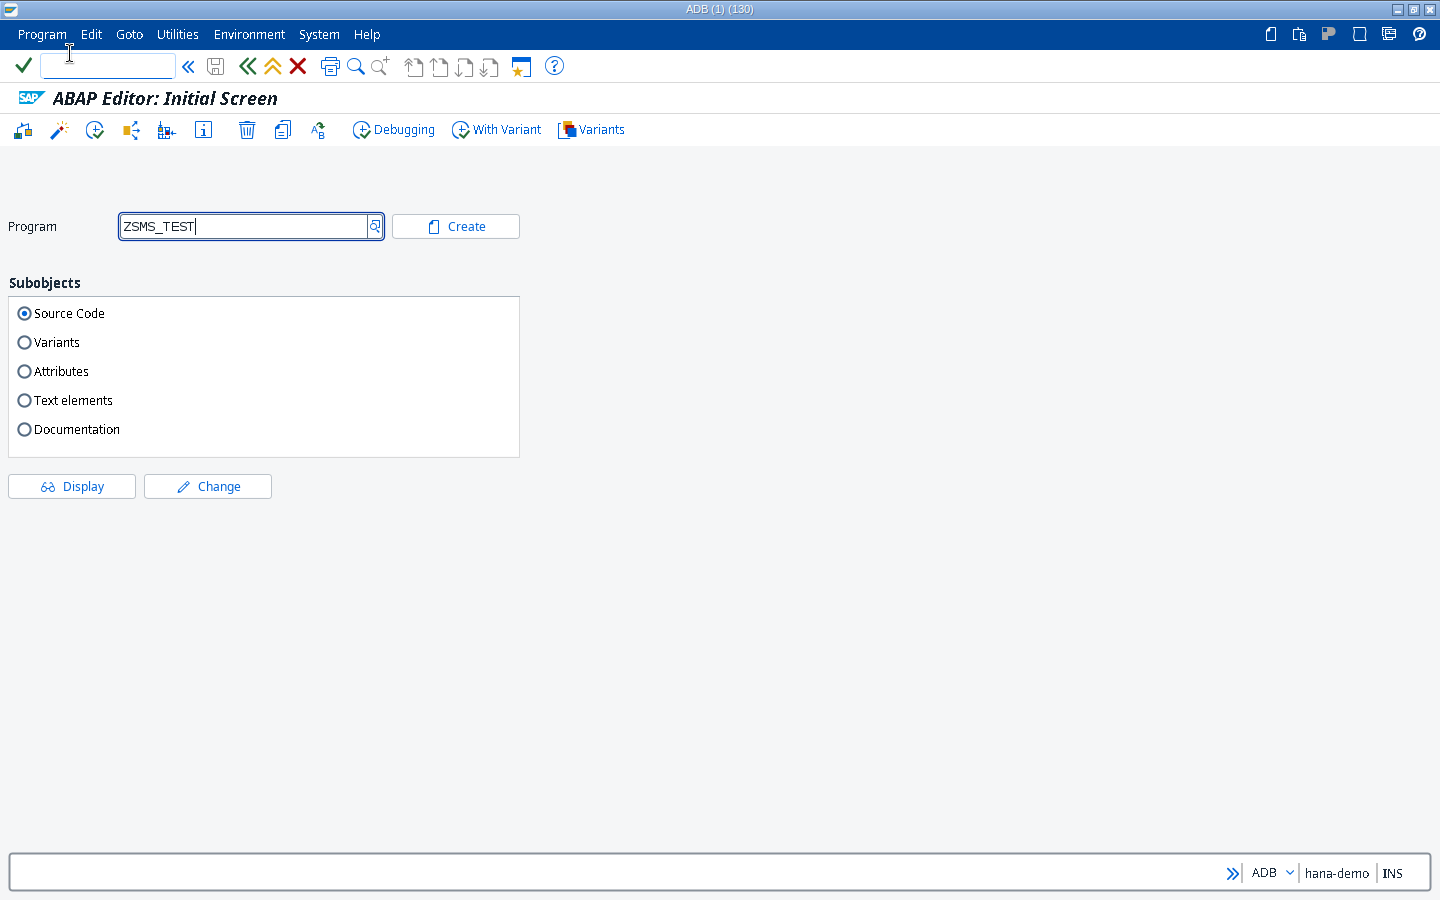 ADB (1) (130)
Program Edit Goto Utilities Environment System Help
SAP ABAP Editor: Initial Screen
Debugging With Variant Variants
Program ZSMS_TEST Create
Subobjects
Source Code
Variants
Attributes
Text elements
Documentation
Display Change
ADB hana-demo INS